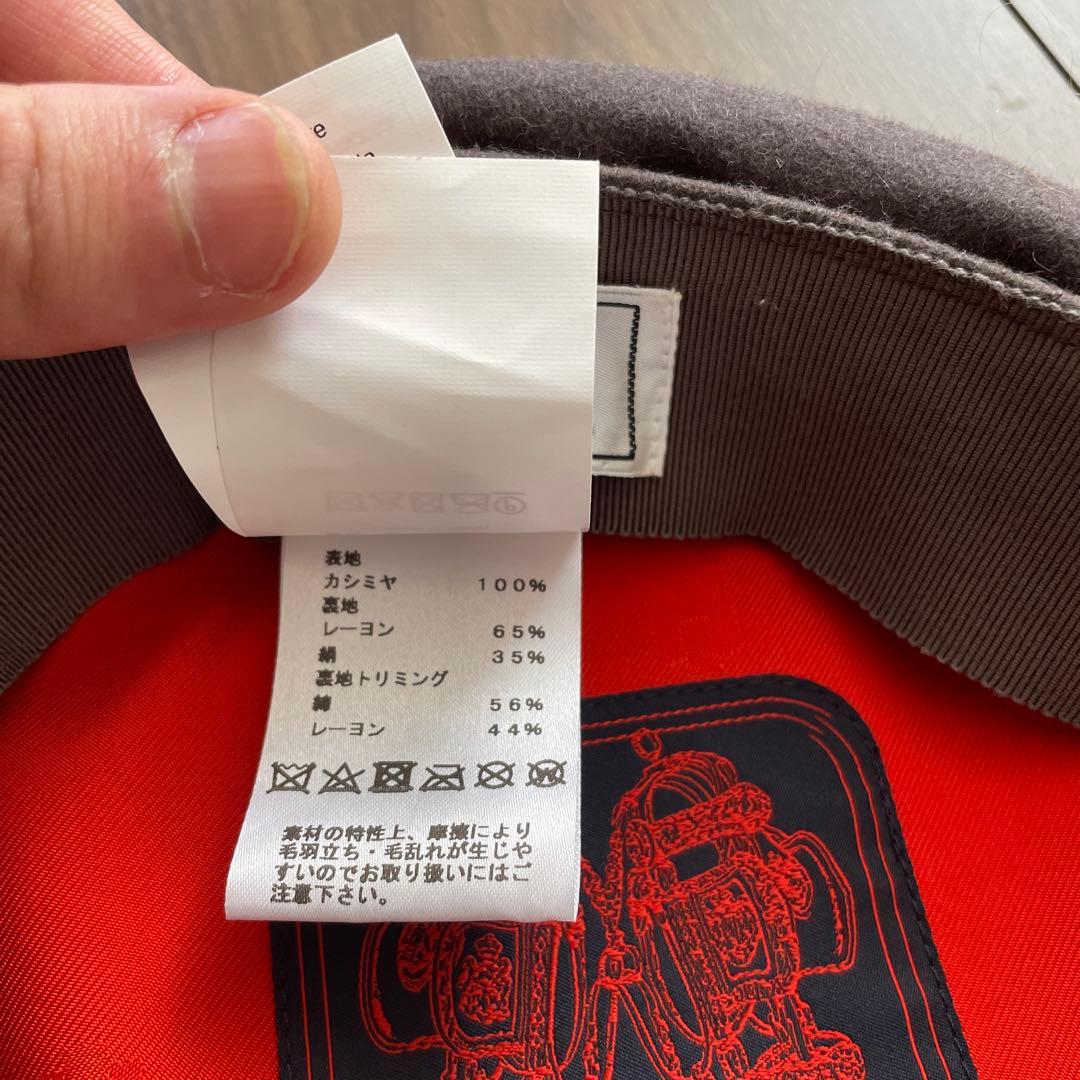 表地
カシミヤ 100%
裏地
レーヨン 65%
絹 35%
裏地トリミング
綿 56%
レーヨン 44%
素材の特性上、摩擦により
毛羽立ち・毛乱れが生じや
すいのでお取り扱いにはご
注意下さい。